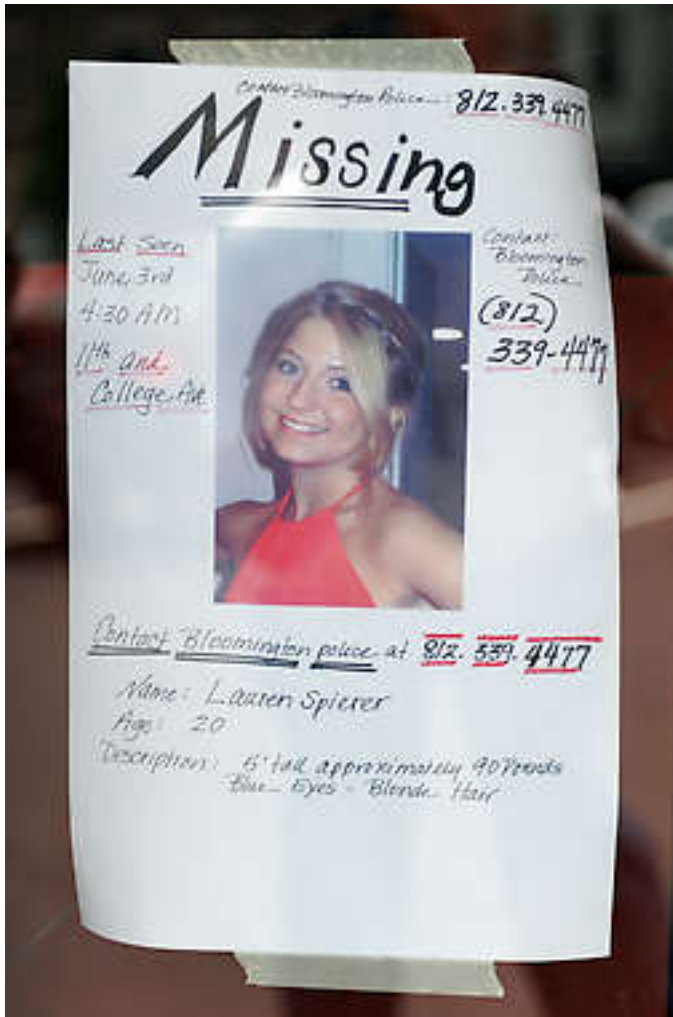 Contact Bloomington Police 812.339.4477
Missing
Last Seen
June 3rd
4:30 AM
11th and
College Ave
Contact:
Bloomington
Police
(812)
339-4477
Contact Bloomington police at 812.339.4477
Name: Lauren Spierer
Age: 20
Description: 5' tall approximately 90 Pounds
Blue Eyes - Blonde Hair